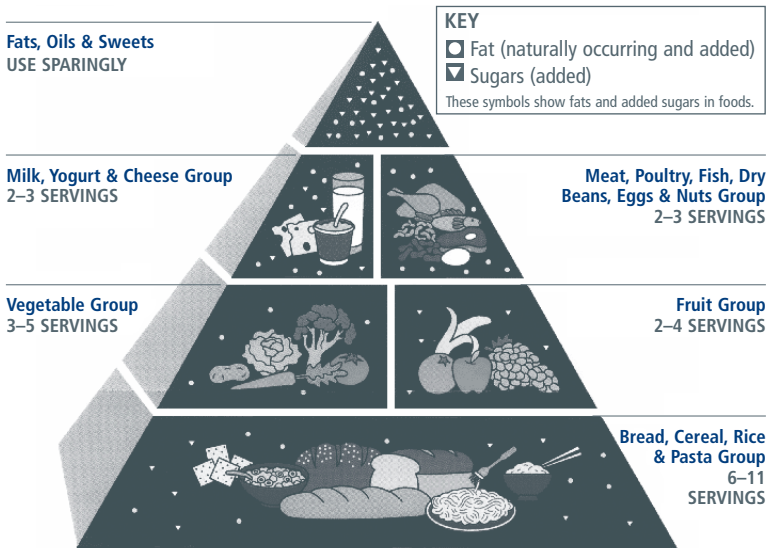 Fats, Oils & Sweets
USE SPARINGLY
KEY
Fat (naturally occurring and added)
Sugars (added)
These symbols show fats and added sugars in foods.
Milk, Yogurt & Cheese Group
2–3 SERVINGS
Meat, Poultry, Fish, Dry
Beans, Eggs & Nuts Group
2–3 SERVINGS
Vegetable Group
3–5 SERVINGS
Fruit Group
2–4 SERVINGS
Bread, Cereal, Rice
& Pasta Group
6–11
SERVINGS